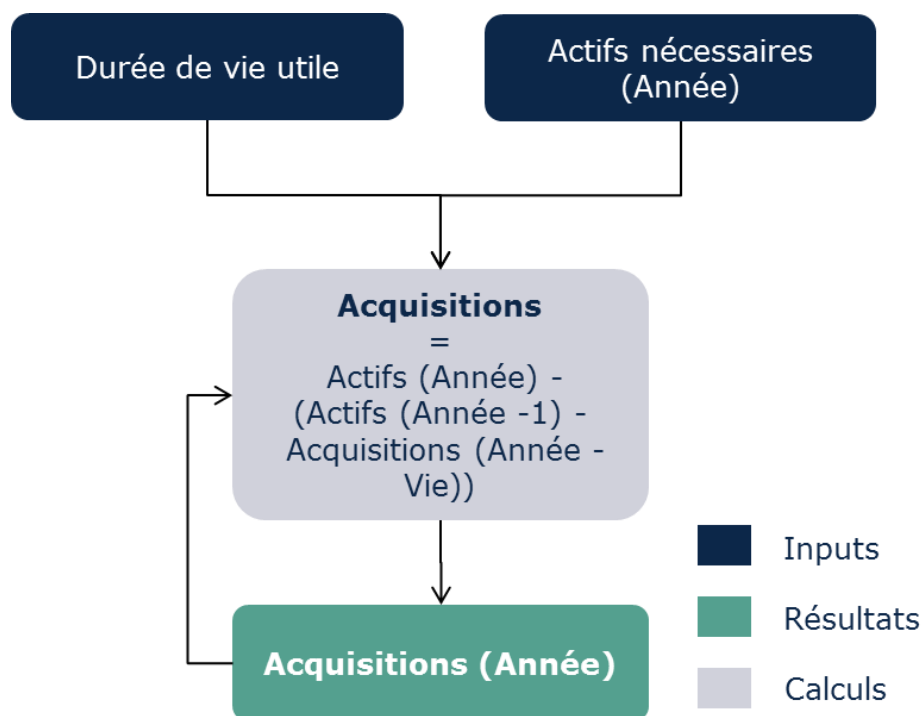 Durée de vie utile
Actifs nécessaires
(Année)
Acquisitions
=
Actifs (Année) -
(Actifs (Année -1) -
Acquisitions (Année -
Vie))
Acquisitions (Année)
Inputs
Résultats
Calculs